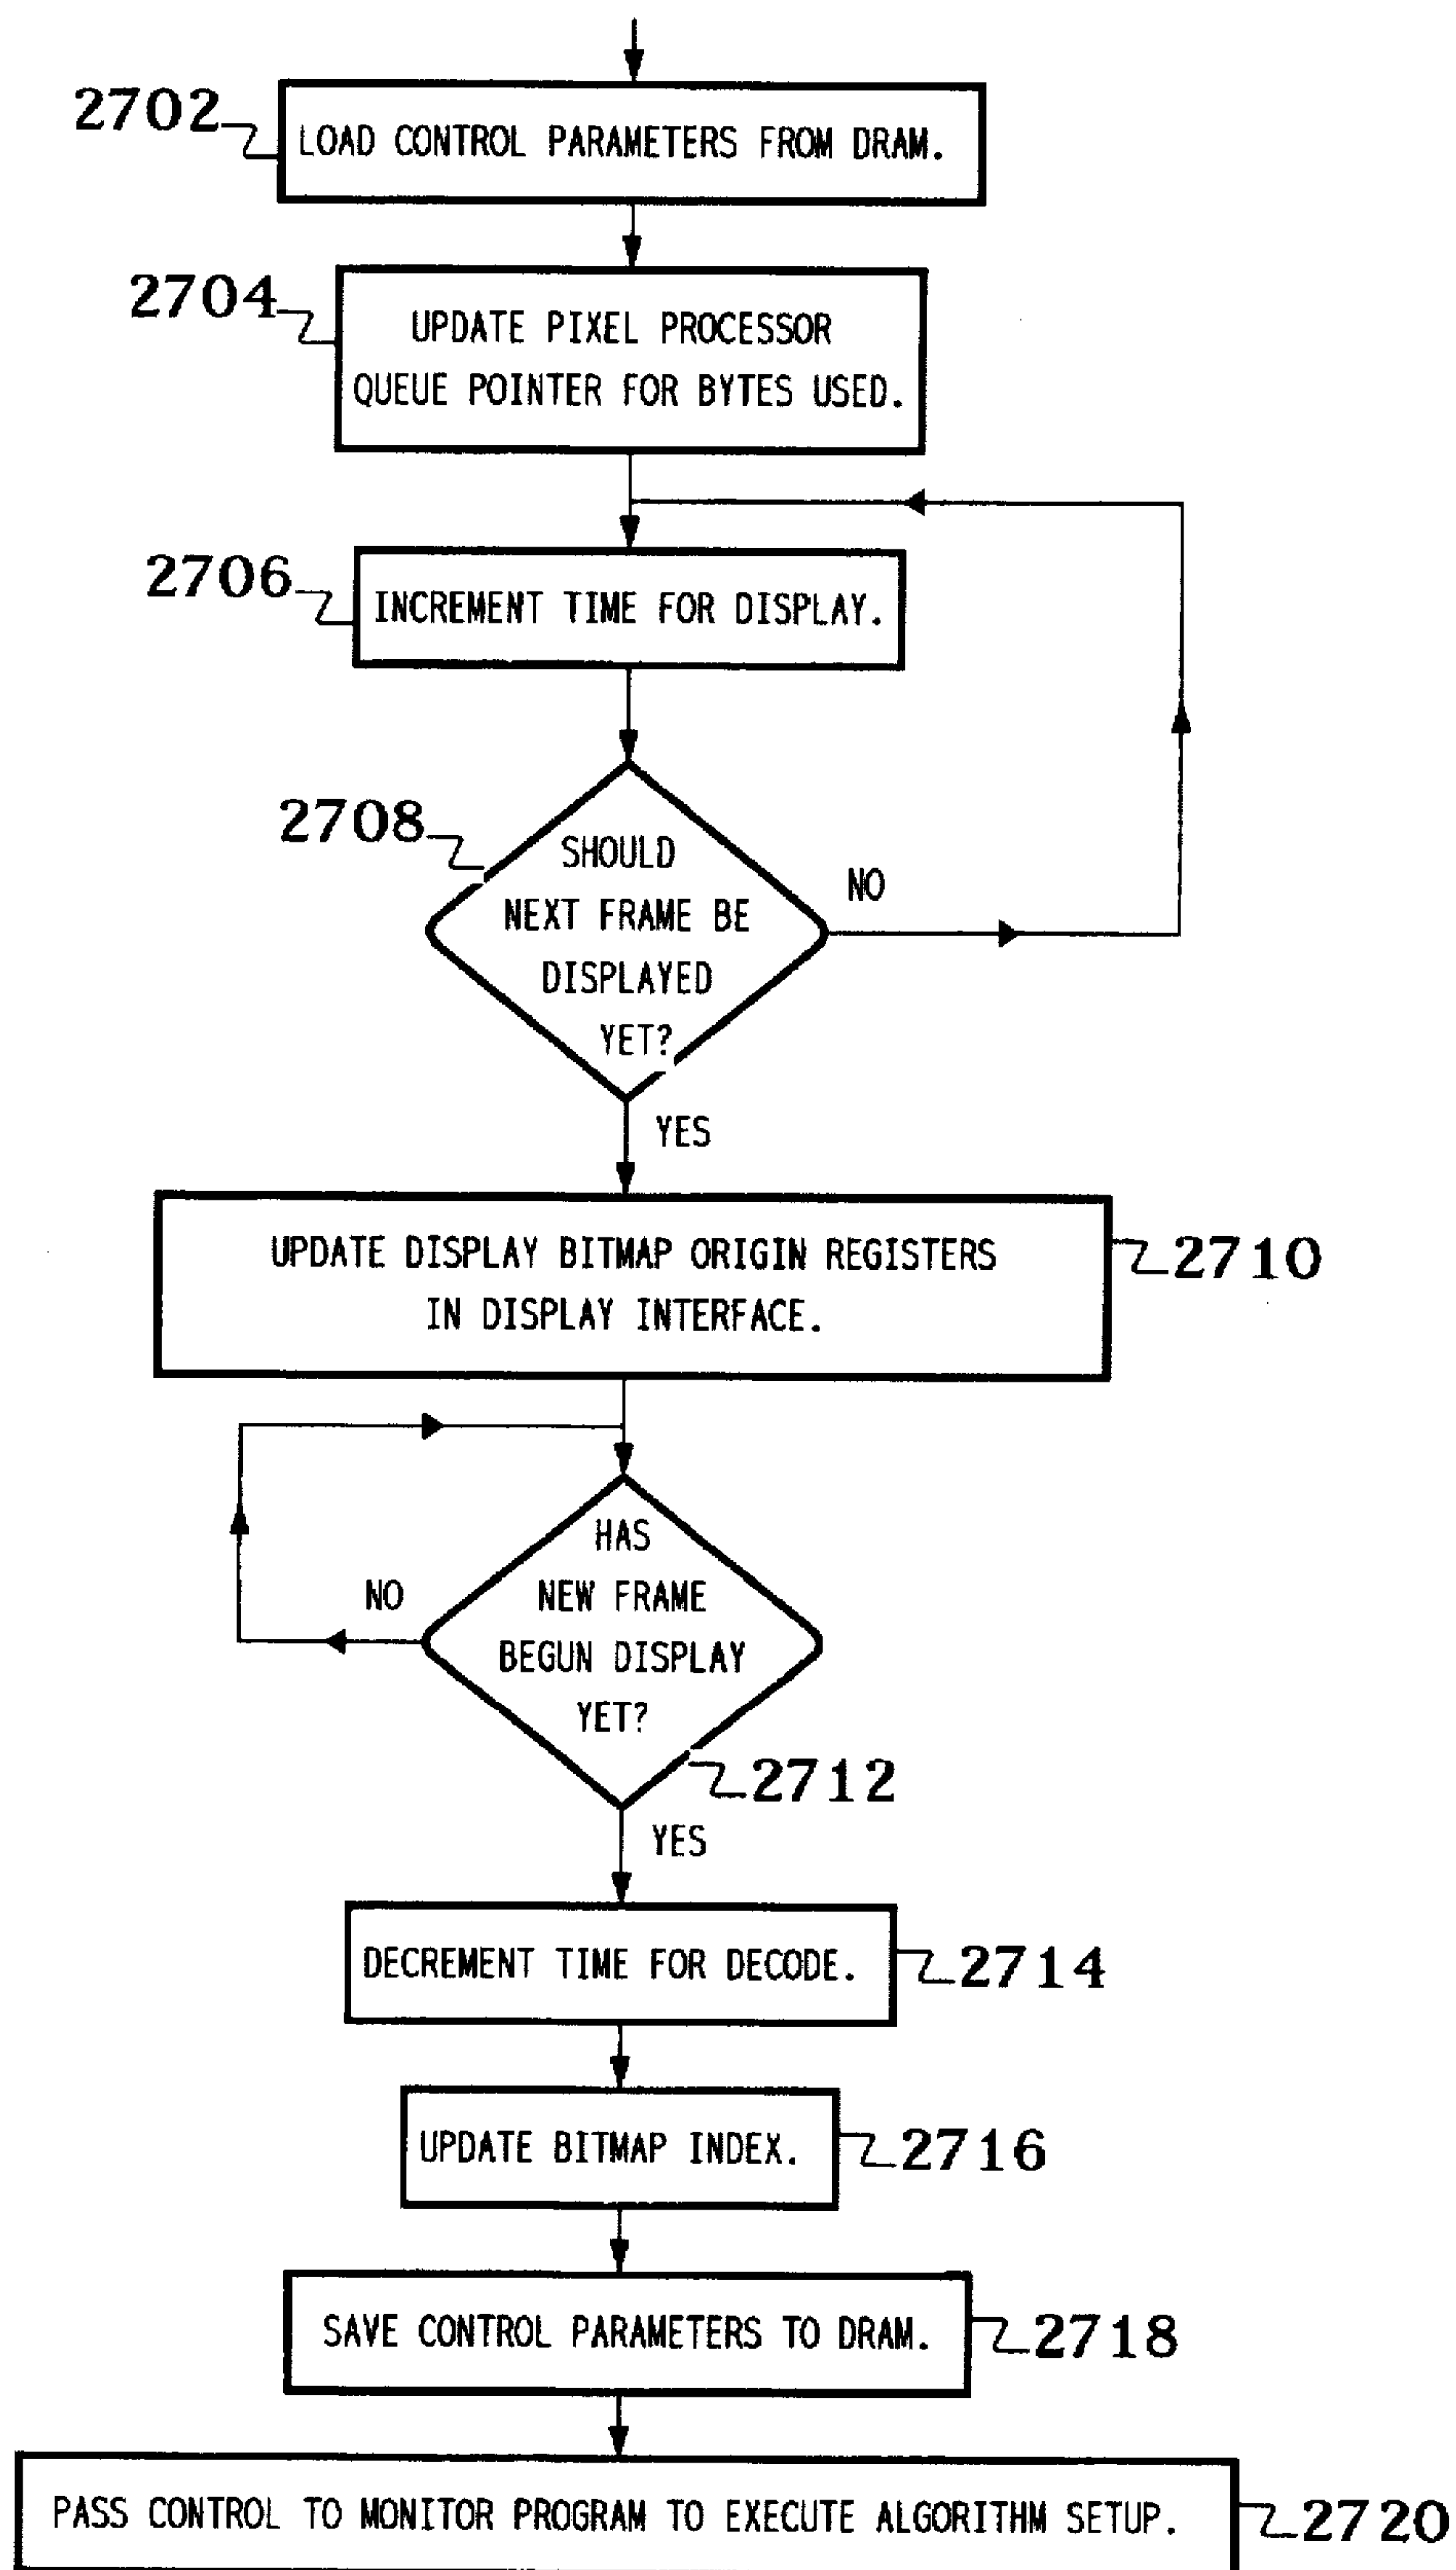 2702
LOAD CONTROL PARAMETERS FROM DRAM.
2704
UPDATE PIXEL PROCESSOR
QUEUE POINTER FOR BYTES USED.
2706
INCREMENT TIME FOR DISPLAY.
2708
SHOULD
NEXT FRAME BE
DISPLAYED
YET?
NO
YES
UPDATE DISPLAY BITMAP ORIGIN REGISTERS
IN DISPLAY INTERFACE.
2710
HAS
NEW FRAME
BEGUN DISPLAY
YET?
NO
2712
YES
DECREMENT TIME FOR DECODE.
2714
UPDATE BITMAP INDEX.
2716
SAVE CONTROL PARAMETERS TO DRAM.
2718
PASS CONTROL TO MONITOR PROGRAM TO EXECUTE ALGORITHM SETUP.
2720